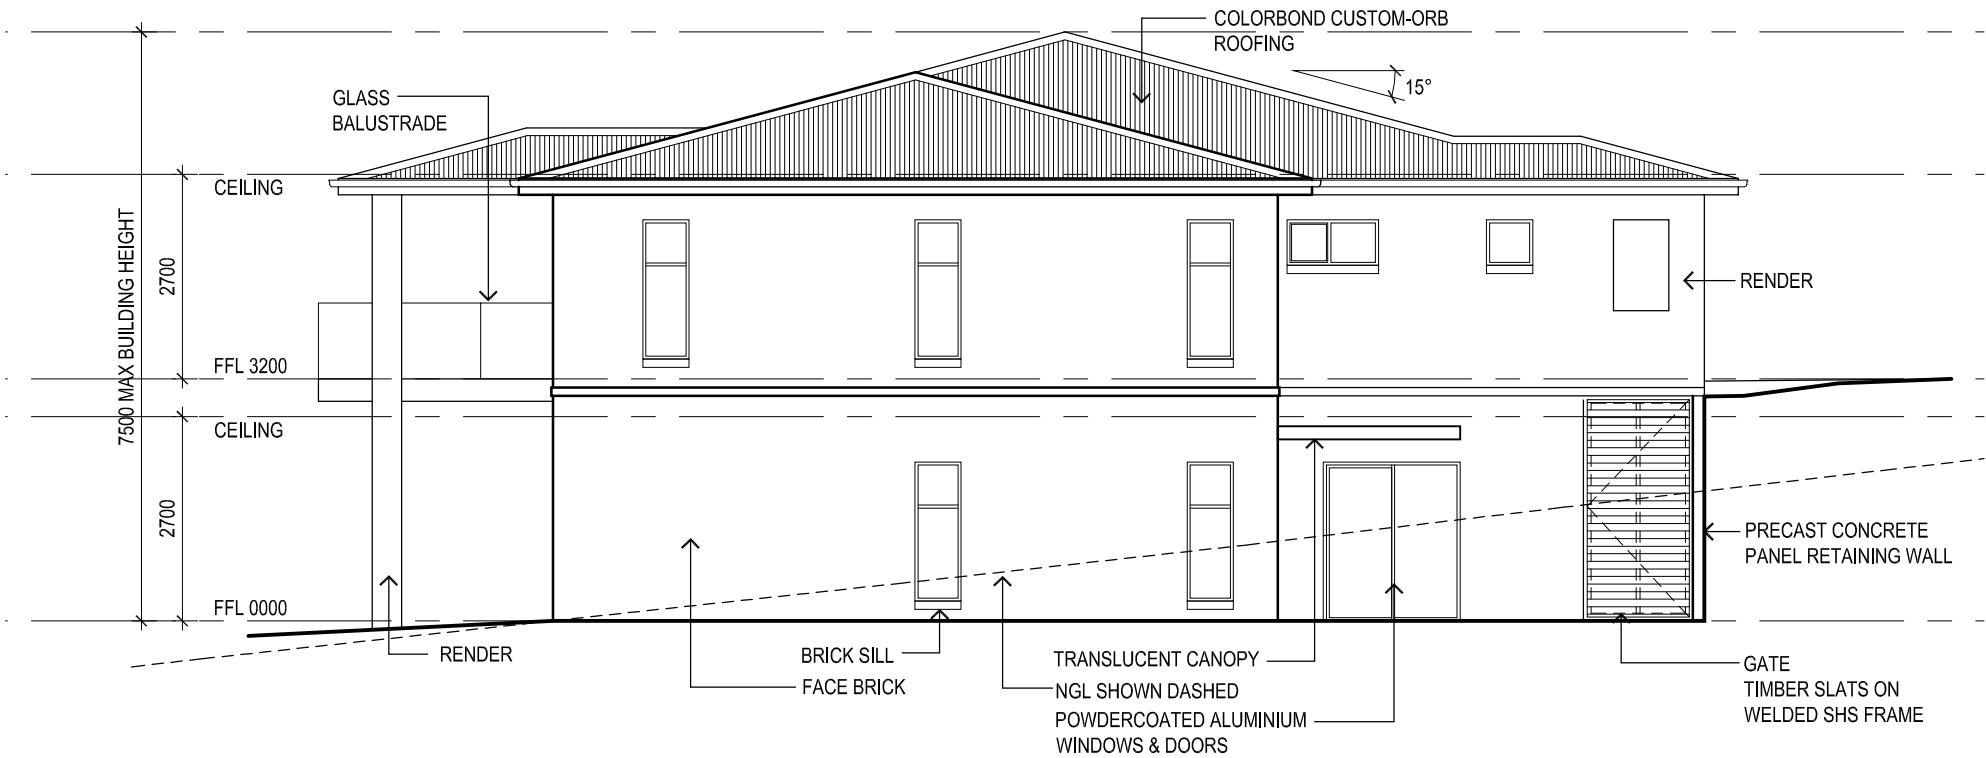 COLORBOND CUSTOM-ORB
ROOFING
15°
GLASS
BALUSTRADE
CEILING
7500 MAX BUILDING HEIGHT
2700
RENDER
FFL 3200
CEILING
2700
PRECAST CONCRETE
PANEL RETAINING WALL
FFL 0000
RENDER
BRICK SILL
FACE BRICK
TRANSLUCENT CANOPY
NGL SHOWN DASHED
POWDERCOATED ALUMINIUM
WINDOWS & DOORS
GATE
TIMBER SLATS ON
WELDED SHS FRAME